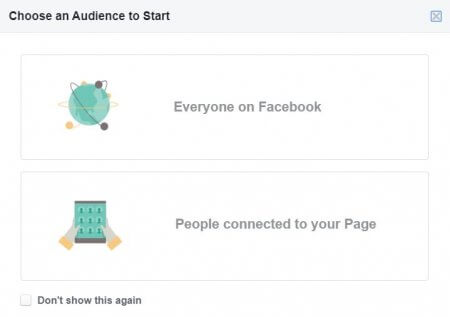 Choose an Audience to Start
Everyone on Facebook
People connected to your Page
Don't show this again